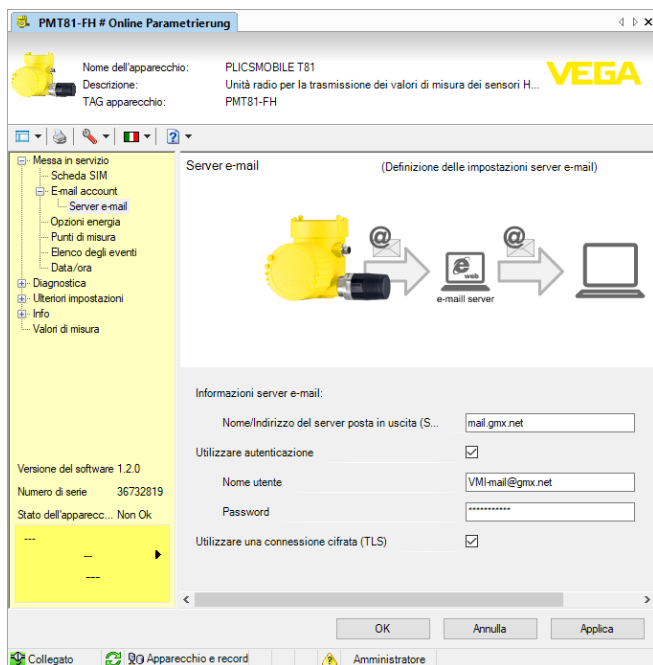 PMT81-FH # Online Parametrierung
Nome dell'apparecchio: PLICSMOBILE T81
Descrizione: Unità radio per la trasmissione dei valori di misura dei sensori H...
TAG apparecchio: PMT81-FH
VEGA
Messa in servizio
Scheda SIM
E-mail account
Server e-mail
Opzioni energia
Punti di misura
Elenco degli eventi
Data/ora
Diagnostica
Ulteriori impostazioni
Info
Valori di misura
Versione del software 1.2.0
Numero di serie 36732819
Stato dell'apparecc... Non Ok
---
--
---
Server e-mail (Definizione delle impostazioni server e-mail)
@
@
e web
e-maill server
Informazioni server e-mail:
Nome/Indirizzo del server posta in uscita (S... mail.gmx.net
Utilizzare autenticazione
Nome utente VMI-mail@gmx.net
Password ***********
Utilizzare una connessione cifrata (TLS)
OK Annulla Applica
Collegato Apparecchio e record Amministratore